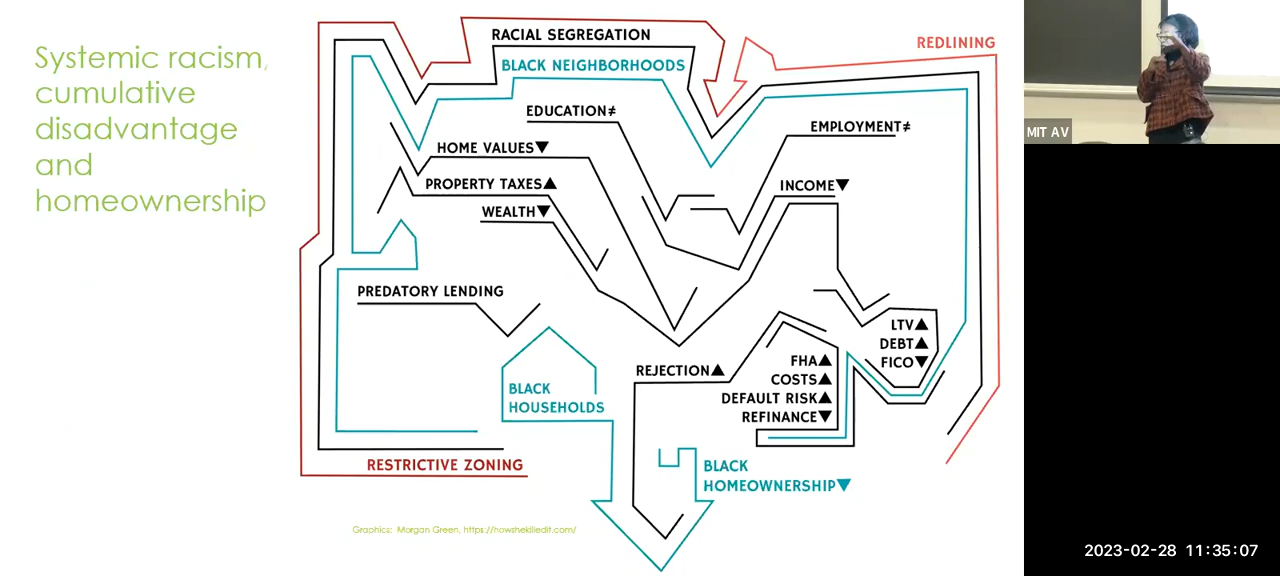 Systemic racism,
cumulative
disadvantage
and
homeownership
RACIAL SEGREGATION
BLACK NEIGHBORHOODS
REDLINING
EDUCATION≠
EMPLOYMENT≠
HOME VALUES▼
PROPERTY TAXES▲
WEALTH▼
INCOME▼
PREDATORY LENDING
LTV▲
DEBT▲
FICO▼
REJECTION▲
FHA▲
COSTS▲
DEFAULT RISK▲
REFINANCE▼
BLACK
HOUSEHOLDS
RESTRICTIVE ZONING
BLACK
HOMEOWNERSHIP▼
Graphics: Morgan Green, https://howshekilledit.com/
MIT AV
2023-02-28 11:35:07